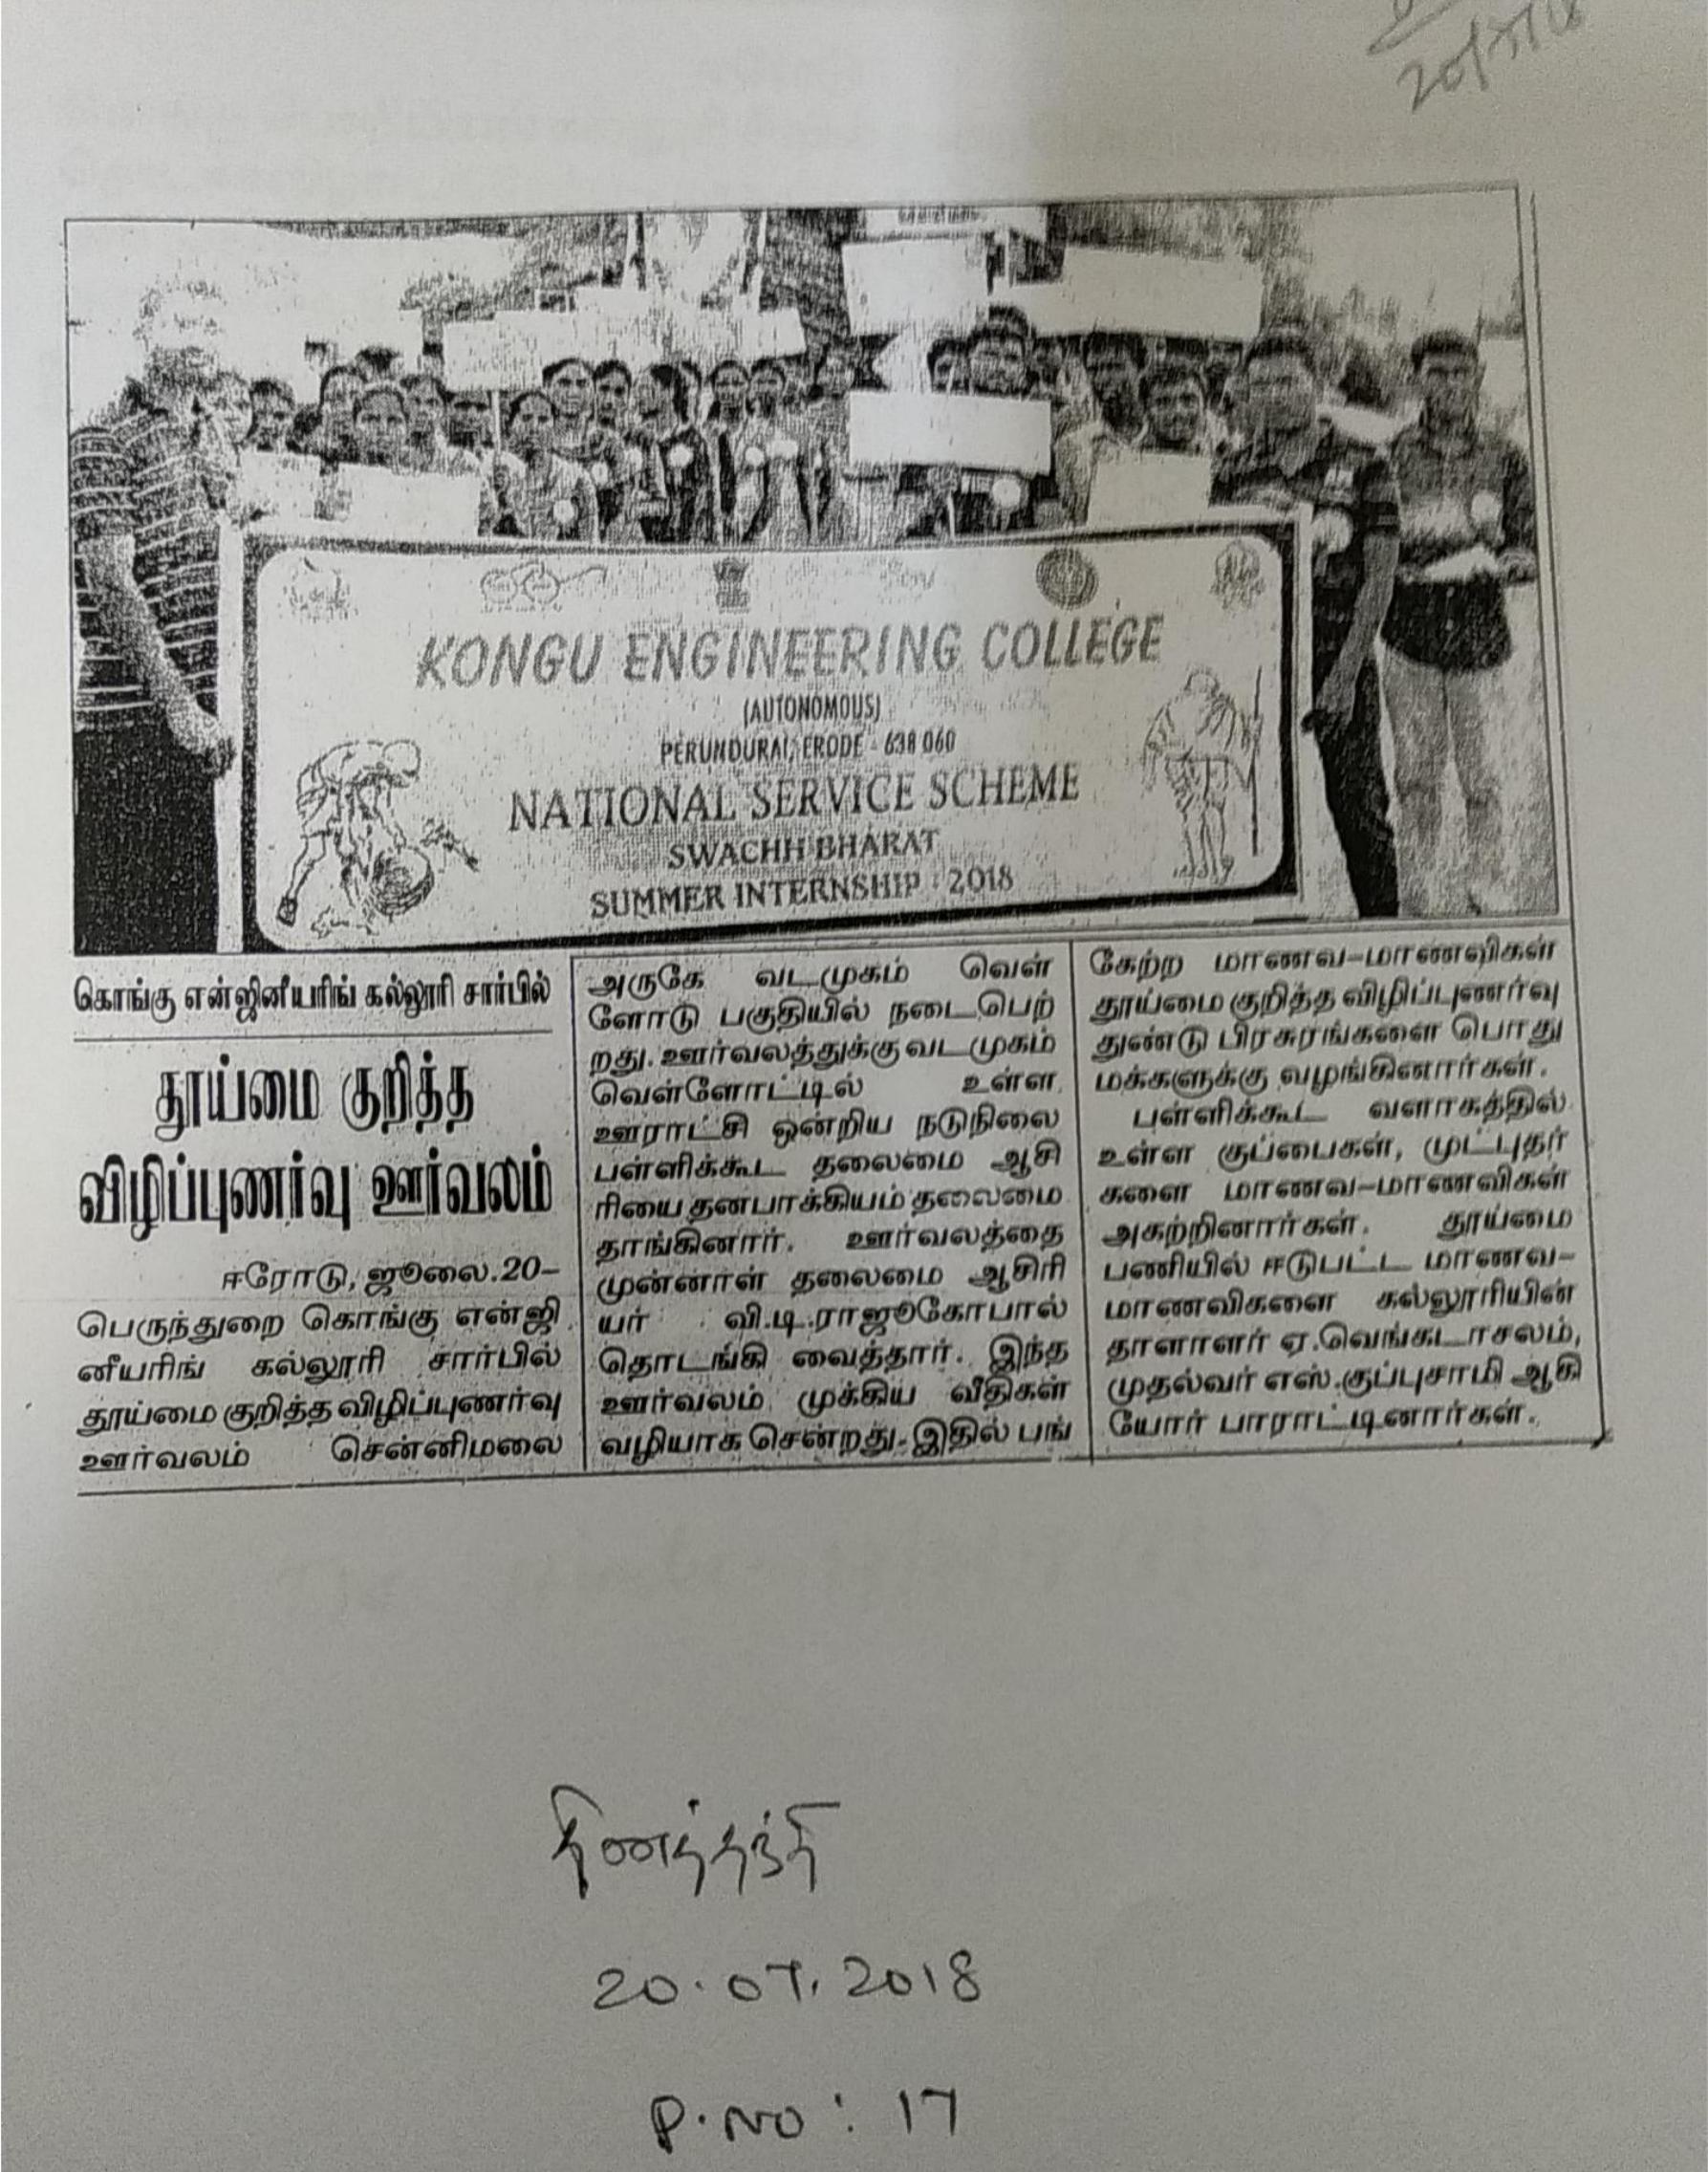 KONGU ENGINEERING COLLEGE
(AUTONOMOUS)
PERUNDURAI, ERODE - 638 060
NATIONAL SERVICE SCHEME
SWACHH BHARAT
SUMMER INTERNSHIP - 2018
கொங்கு என்ஜினீயரிங் கல்லூரி சார்பில்
தூய்மை குறித்த
விழிப்புணர்வு ஊர்வலம்
ஈரோடு, ஜூலை.20-
பெருந்துறை கொங்கு என்ஜி
னீயரிங் கல்லூரி சார்பில்
தூய்மை குறித்த விழிப்புணர்வு
ஊர்வலம் சென்னிமலை
அருகே வடமுகம் வெள்
ளோடு பகுதியில் நடைபெற்
றது. ஊர்வலத்துக்கு வடமுகம்
வெள்ளோட்டில் உள்ள
ஊராட்சி ஒன்றிய நடுநிலை
பள்ளிக்கூட தலைமை ஆசி
ரியை தனபாக்கியம் தலைமை
தாங்கினார். ஊர்வலத்தை
முன்னாள் தலைமை ஆசிரி
யர் வி.டி.ராஜகோபால்
தொடங்கி வைத்தார். இந்த
ஊர்வலம் முக்கிய வீதிகள்
வழியாக சென்றது. இதில் பங்
கேற்ற மாணவ-மாணவிகள்
தூய்மை குறித்த விழிப்புணர்வு
துண்டு பிரசுரங்களை பொது
மக்களுக்கு வழங்கினார்கள்.
பள்ளிக்கூட வளாகத்தில்
உள்ள குப்பைகள், முட்புதர்
களை மாணவ-மாணவிகள்
அகற்றினார்கள். தூய்மை
பணியில் ஈடுபட்ட மாணவ-
மாணவிகளை கல்லூரியின்
தாளாளர் ஏ.வெங்கடாசலம்,
முதல்வர் எஸ்.குப்புசாமி ஆகி
யோர் பாராட்டினார்கள்.
தினத்தந்தி
20.07.2018
P.NO : 17